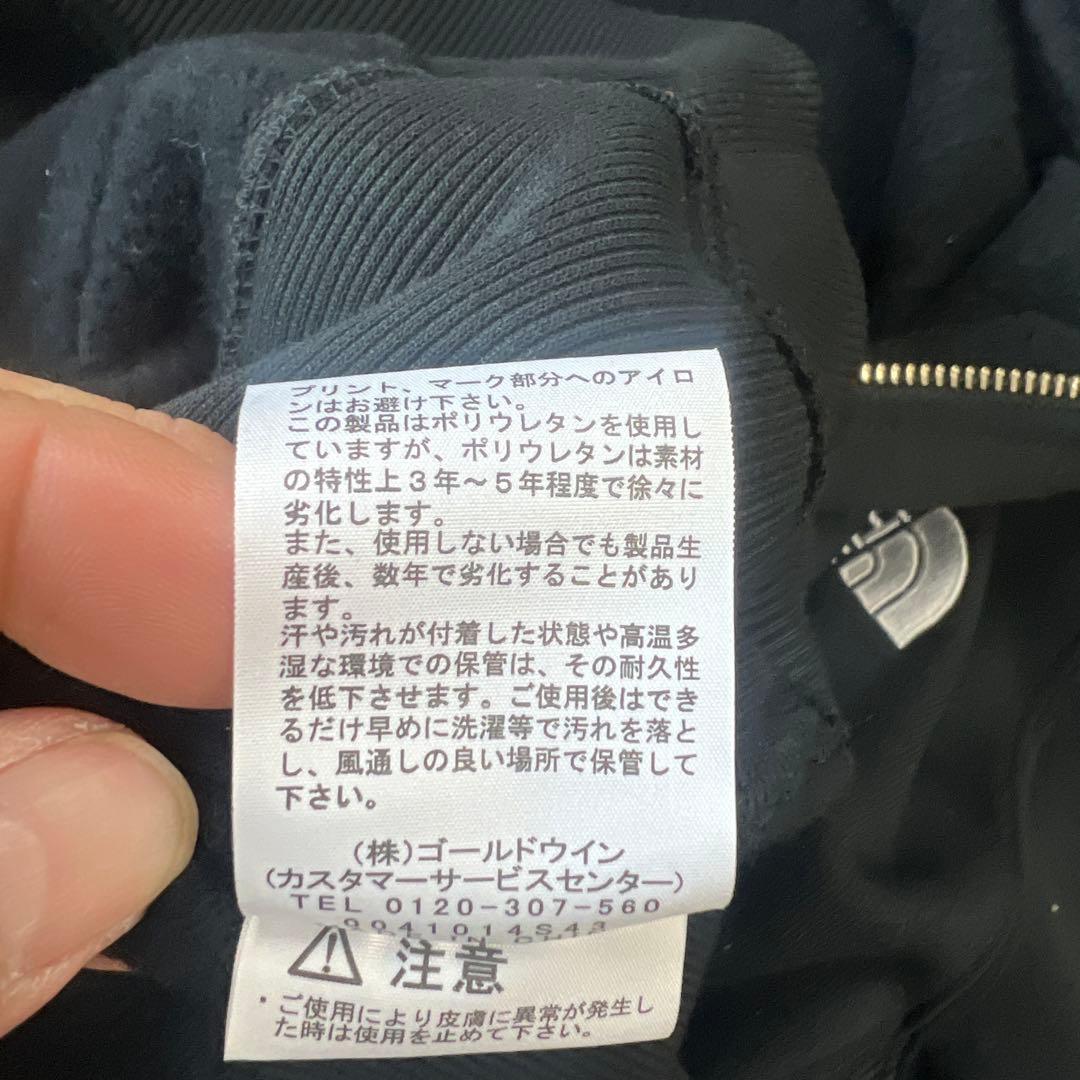 プリント、マーク部分へのアイロ
ンはお避け下さい。
この製品はポリウレタンを使用し
ていますが、ポリウレタンは素材
の特性上3年～5年程度で徐々に
劣化します。
また、使用しない場合でも製品生
産後、数年で劣化することがあり
ます。
汗や汚れが付着した状態や高温多
湿な環境での保管は、その耐久性
を低下させます。ご使用後はでき
るだけ早めに洗濯等で汚れを落と
し、風通しの良い場所で保管して
下さい。
(株)ゴールドウイン
(カスタマーサービスセンター)
TEL 0120-307-560
注意
・ご使用により皮膚に異常が発生し
た時は使用を止めて下さい。